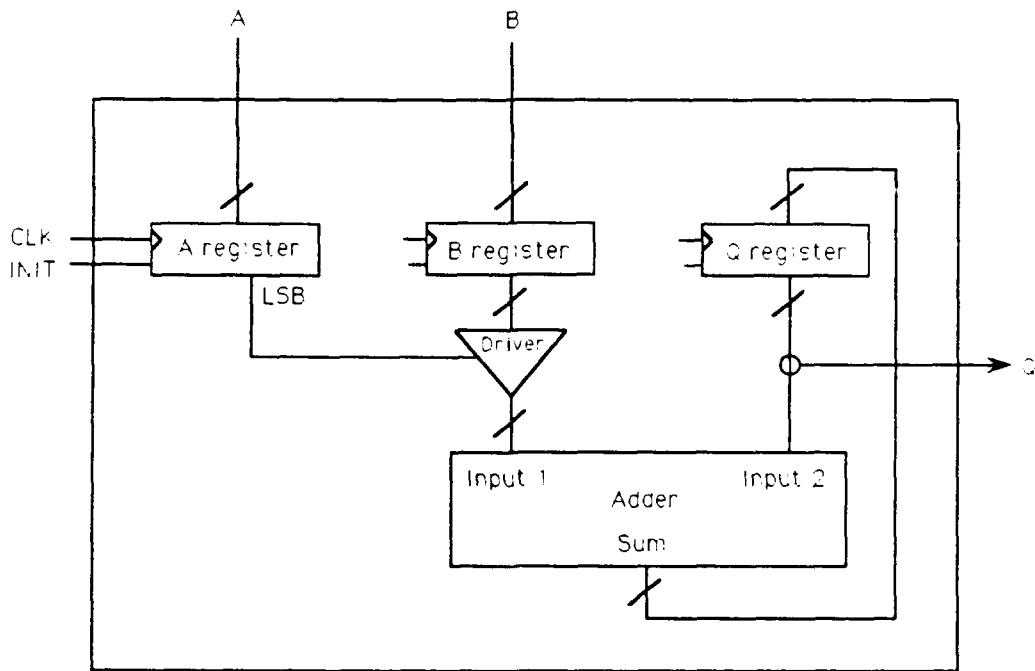 A
B
CLK
INIT
A register
LSB
B register
Q register
Driver
Q
Input 1
Input 2
Adder
Sum